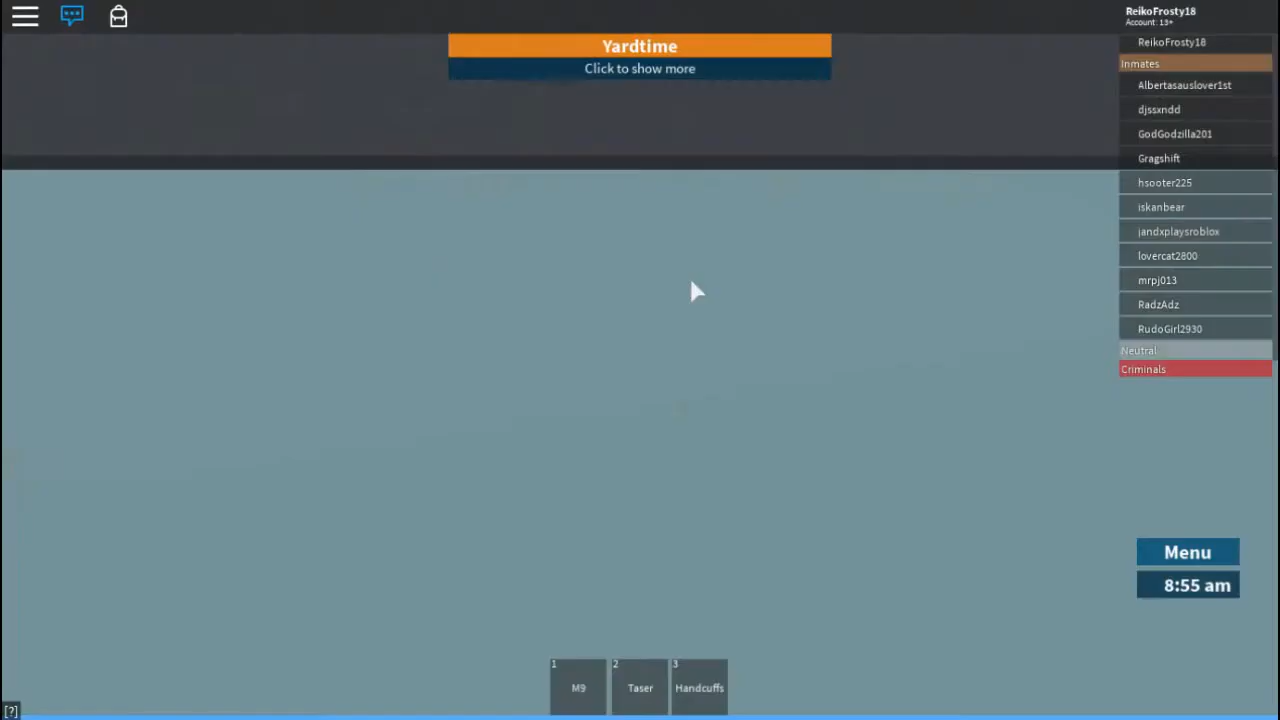 ReikoFrosty18
Account: 13+
Yardtime
Click to show more
ReikoFrosty18
Inmates
Albertasauslover1st
djssxndd
GodGodzilla201
Gragshift
hsooter225
iskanbear
jandxplaysroblox
lovercat2800
mrpj013
RadzAdz
RudoGirl2930
Neutral
Criminals
Menu
8:55 am
1
M9
2
Taser
3
Handcuffs
[?]